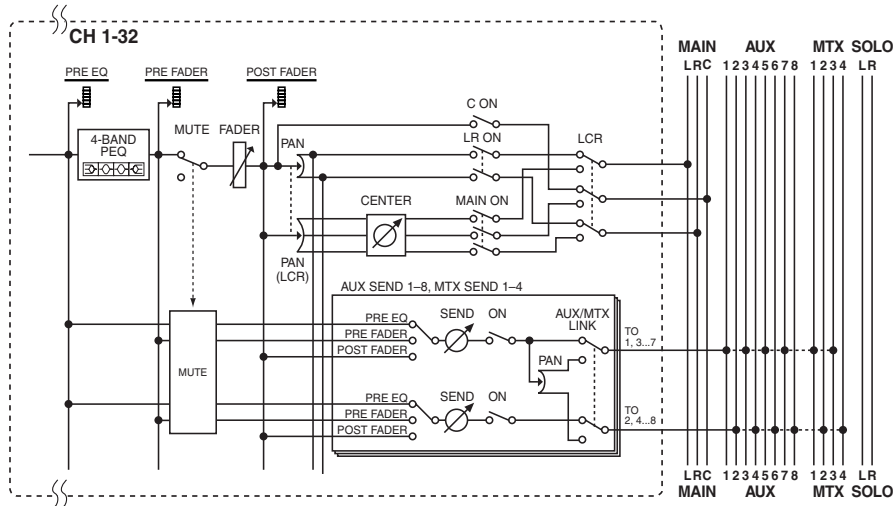 CH 1-32
MAIN AUX MTX SOLO
LRC 12345678 1234 LR
PRE EQ PRE FADER POST FADER
C ON
4-BAND
PEQ
MUTE FADER PAN LR ON LCR
CENTER MAIN ON
PAN
(LCR)
AUX SEND 1–8, MTX SEND 1–4
MUTE
PRE EQ SEND ON AUX/MTX
LINK
PRE FADER
POST FADER
TO
1, 3...7
PAN
PRE EQ SEND ON
PRE FADER
POST FADER
TO
2, 4...8
LRC 12345678 1234 LR
MAIN AUX MTX SOLO